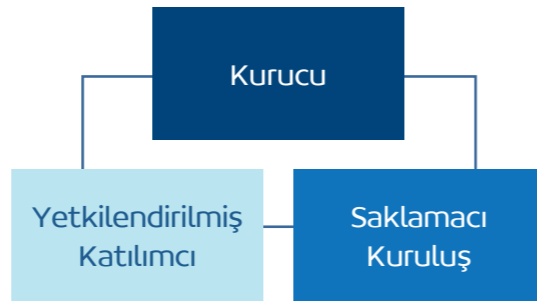 Kurucu
Yetkilendirilmiş
Katılımcı
Saklamacı
Kuruluş